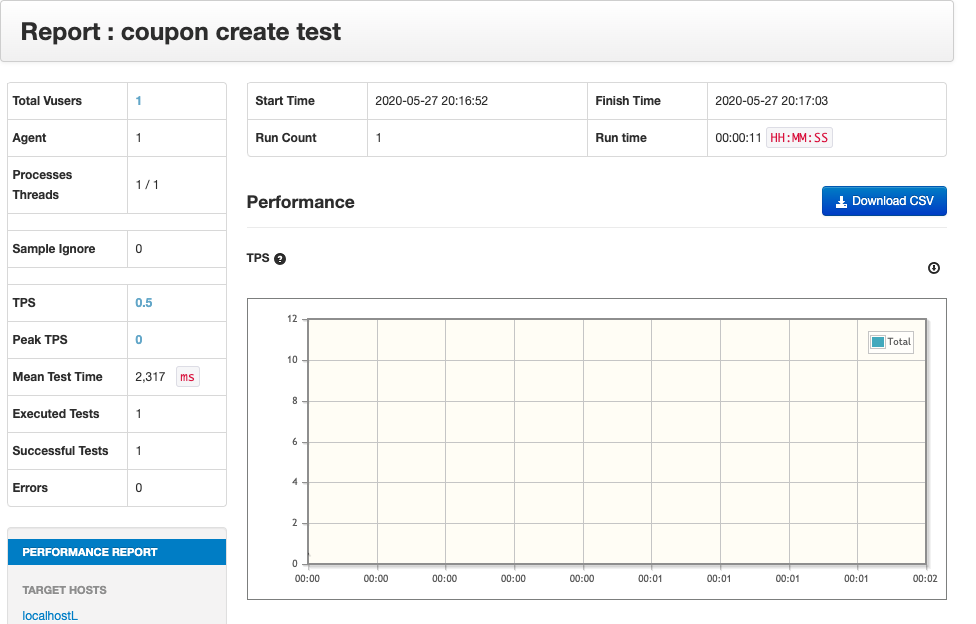 Report : coupon create test
Total Vusers 1
Agent 1
Processes
Threads
1 / 1
Sample Ignore 0
TPS 0.5
Peak TPS 0
Mean Test Time 2,317 ms
Executed Tests 1
Successful Tests 1
Errors 0
PERFORMANCE REPORT
TARGET HOSTS
localhostL
Start Time 2020-05-27 20:16:52 Finish Time 2020-05-27 20:17:03
Run Count 1 Run time 00:00:11 HH:MM:SS
Performance
Download CSV
TPS ?
12
Total
10
8
6
4
2
0
00:00 00:00 00:00 00:00 00:00 00:01 00:01 00:01 00:01 00:02